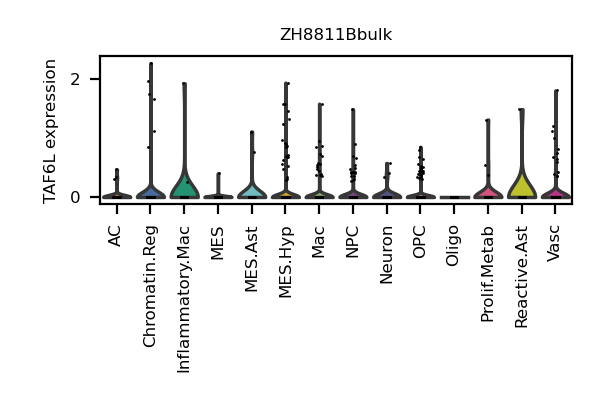 ZH8811Bbulk
TAF6L expression
2
0
AC
Chromatin.Reg
Inflammatory.Mac
MES
MES.Ast
MES.Hyp
Mac
NPC
Neuron
OPC
Oligo
Prolif.Metab
Reactive.Ast
Vasc